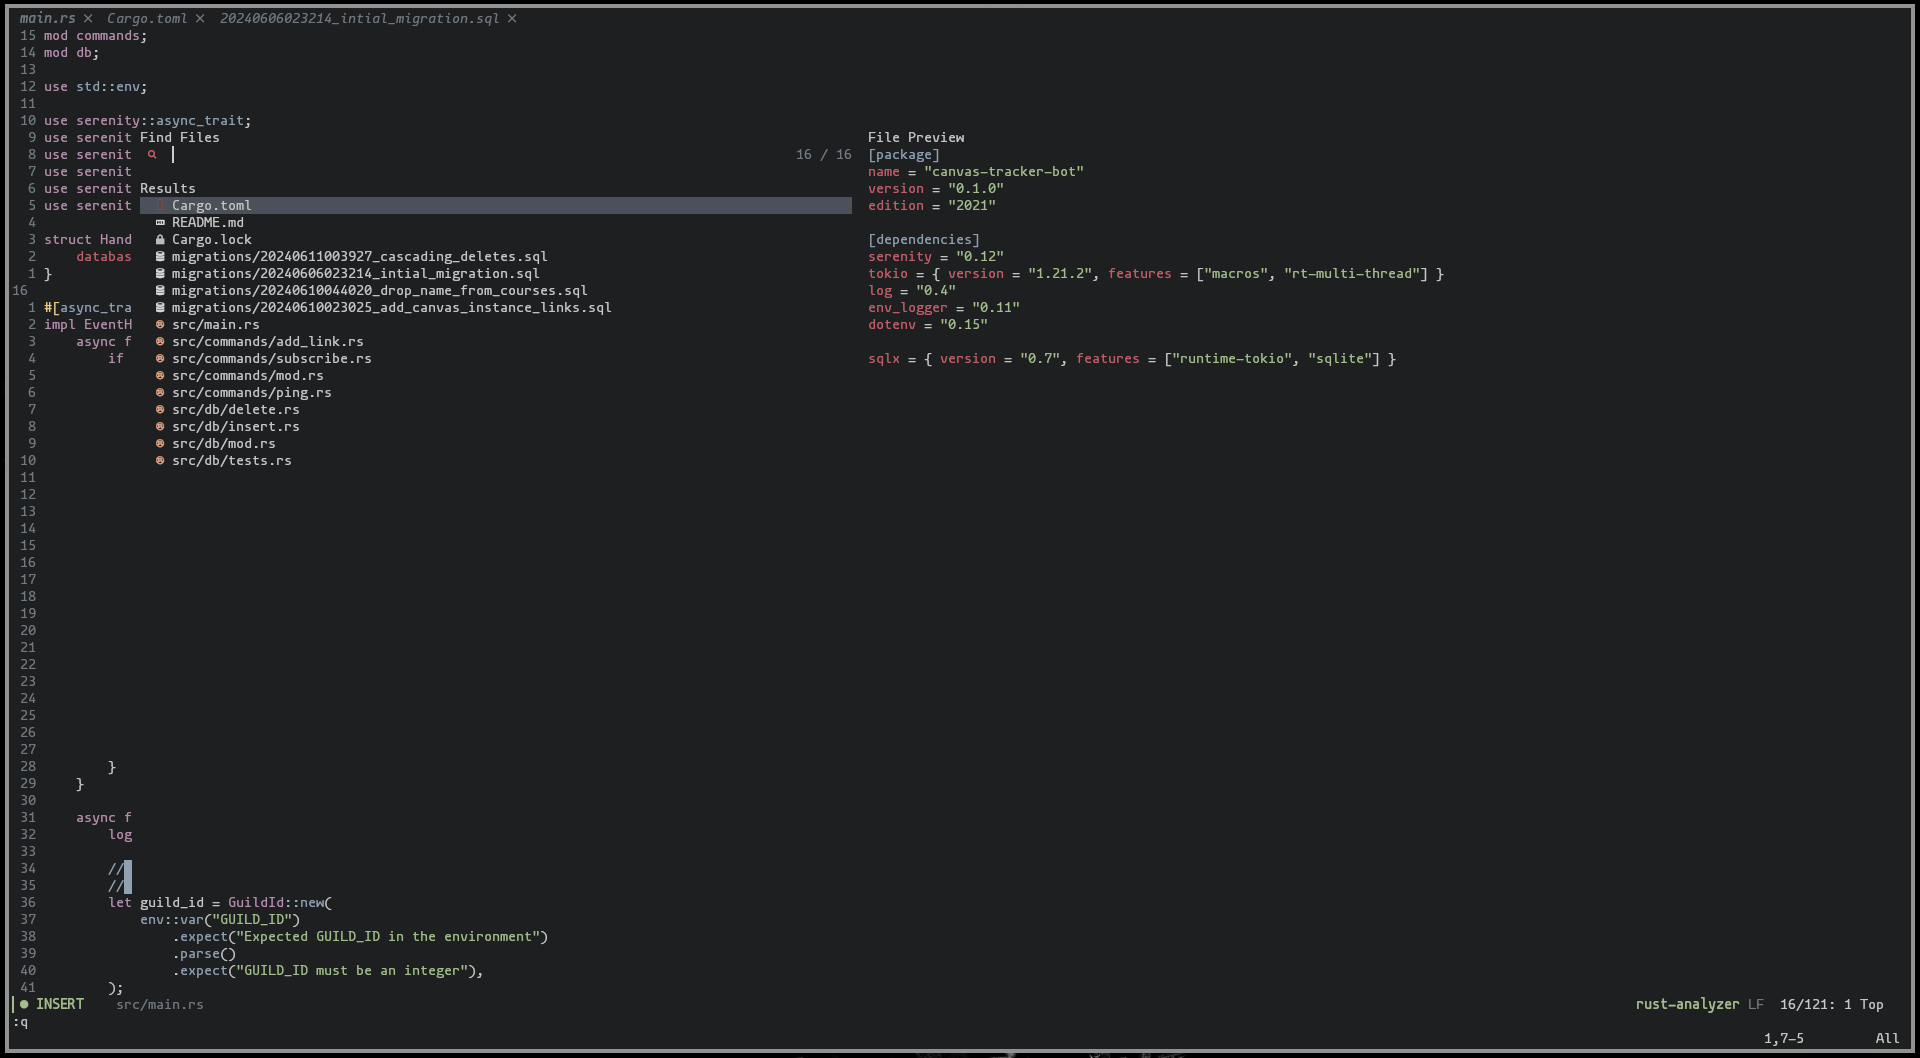 main.rs × Cargo.toml × 20240606023214_intial_migration.sql ×
15 mod commands;
14 mod db;
13
12 use std::env;
11
10 use serenity::async_trait;
9 use serenit Find Files File Preview
8 use serenit 16 / 16 [package]
7 use serenit name = "canvas-tracker-bot"
6 use serenit Results version = "0.1.0"
5 use serenit Cargo.toml edition = "2021"
4 README.md
3 struct Hand Cargo.lock [dependencies]
2 databas migrations/20240611003927_cascading_deletes.sql serenity = "0.12"
1 } migrations/20240606023214_intial_migration.sql tokio = { version = "1.21.2", features = ["macros", "rt-multi-thread"] }
16 migrations/20240610044020_drop_name_from_courses.sql log = "0.4"
1 #[async_tra migrations/20240610023025_add_canvas_instance_links.sql env_logger = "0.11"
2 impl EventH src/main.rs dotenv = "0.15"
3 async f src/commands/add_link.rs
4 if src/commands/subscribe.rs sqlx = { version = "0.7", features = ["runtime-tokio", "sqlite"] }
5 src/commands/mod.rs
6 src/commands/ping.rs
7 src/db/delete.rs
8 src/db/insert.rs
9 src/db/mod.rs
10 src/db/tests.rs
11
12
13
14
15
16
17
18
19
20
21
22
23
24
25
26
27
28 }
29 }
30
31 async f
32 log
33
34 //
35 //
36 let guild_id = GuildId::new(
37 env::var("GUILD_ID")
38 .expect("Expected GUILD_ID in the environment")
39 .parse()
40 .expect("GUILD_ID must be an integer"),
41 );
● INSERT src/main.rs rust-analyzer LF 16/121: 1 Top
:q
1,7-5 All